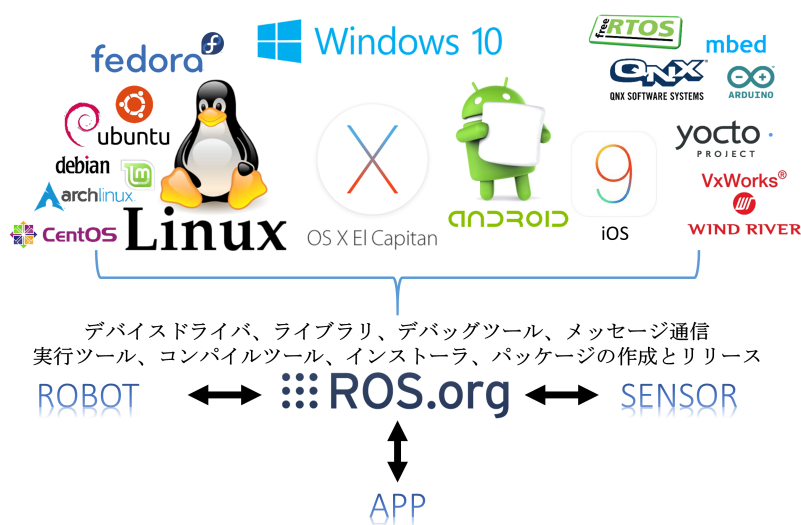 fedora
Windows 10
free RTOS
mbed
QNX
QNX SOFTWARE SYSTEMS
ARDUINO
ubuntu
debian
archlinux
CentOS
Linux
X
OS X El Capitan
ANDROID
9
iOS
yocto
PROJECT
VxWorks®
WIND RIVER
デバイスドライバ、ライブラリ、デバッグツール、メッセージ通信
実行ツール、コンパイルツール、インストーラ、パッケージの作成とリリース
ROBOT
ROS.org
SENSOR
APP